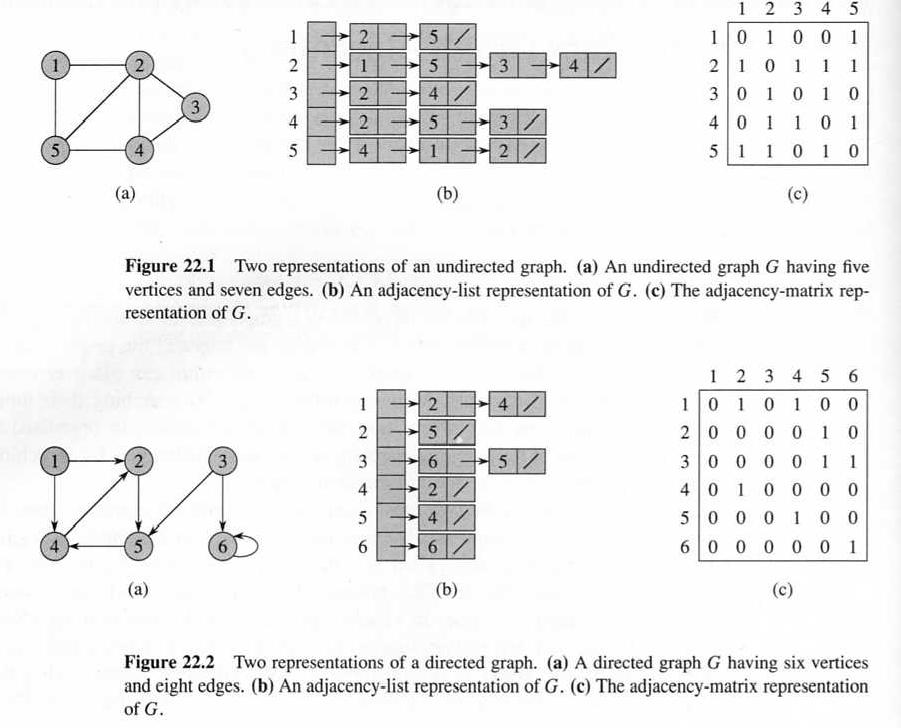 1 2 3 4 5
1 2 3 5 4
(a)
1 2 5 /
2 1 5 3 4 /
3 2 4 /
4 2 5 3 /
5 4 1 2 /
(b)
1 0 1 0 0 1
2 1 0 1 1 1
3 0 1 0 1 0
4 0 1 1 0 1
5 1 1 0 1 0
(c)
Figure 22.1 Two representations of an undirected graph. (a) An undirected graph G having five
vertices and seven edges. (b) An adjacency-list representation of G. (c) The adjacency-matrix rep-
resentation of G.
1 2 3
4 5 6
(a)
1 2 4 /
2 5 /
3 6 5 /
4 2 /
5 4 /
6 6 /
(b)
1 2 3 4 5 6
1 0 1 0 1 0 0
2 0 0 0 0 1 0
3 0 0 0 0 1 1
4 0 1 0 0 0 0
5 0 0 0 1 0 0
6 0 0 0 0 0 1
(c)
Figure 22.2 Two representations of a directed graph. (a) A directed graph G having six vertices
and eight edges. (b) An adjacency-list representation of G. (c) The adjacency-matrix representation
of G.